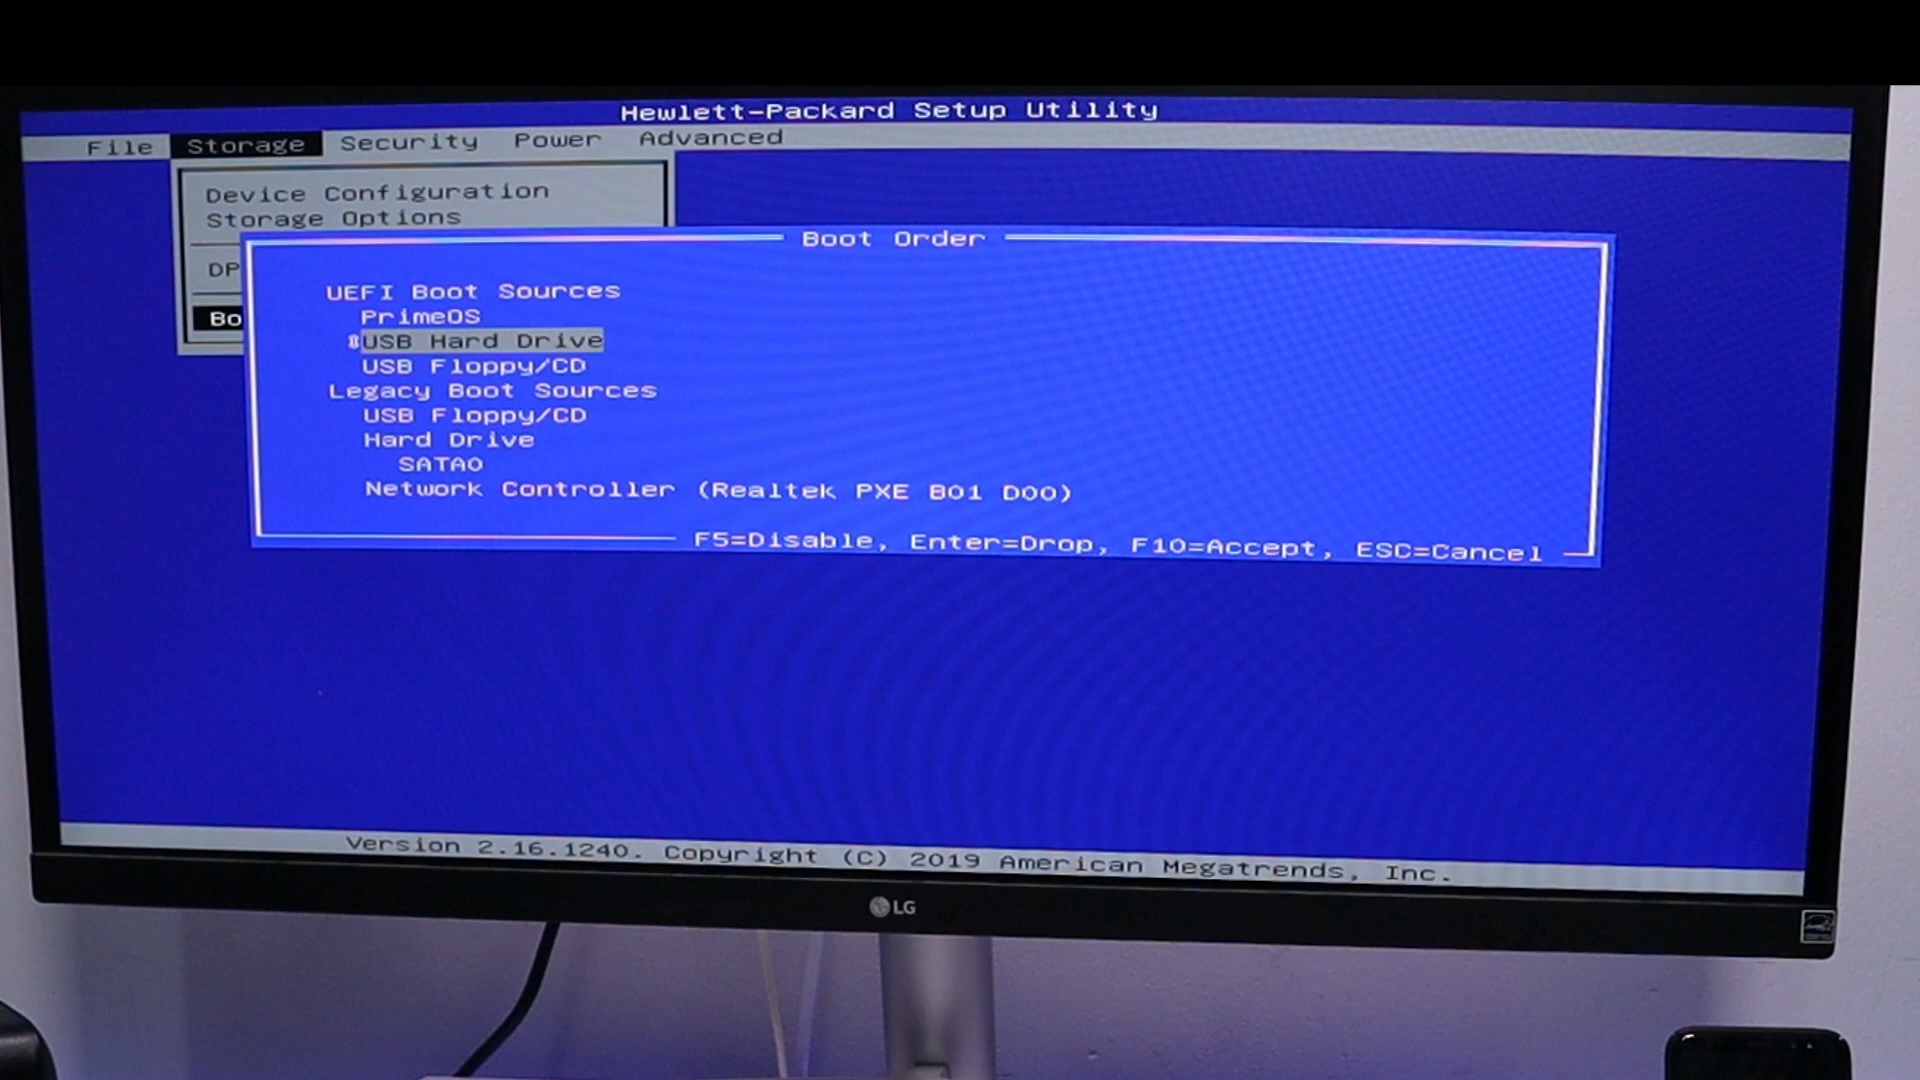 Hewlett-Packard Setup Utility
File Storage Security Power Advanced
Device Configuration
Storage Options
DP
Bo
Boot Order
UEFI Boot Sources
PrimeOS
USB Hard Drive
USB Floppy/CD
Legacy Boot Sources
USB Floppy/CD
Hard Drive
SATA0
Network Controller (Realtek PXE B01 D00)
F5=Disable, Enter=Drop, F10=Accept, ESC=Cancel
Version 2.16.1240. Copyright (C) 2019 American Megatrends, Inc.
LG